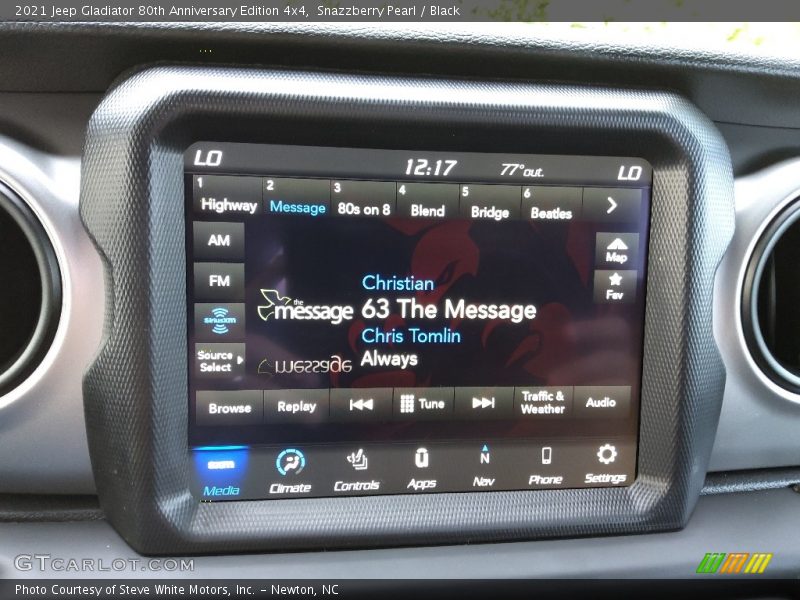 2021 Jeep Gladiator 80th Anniversary Edition 4x4, Snazzberry Pearl / Black
LO 12:17 77°out. LO
1 Highway
2 Message
3 80s on 8
4 Blend
5 Bridge
6 Beatles
AM
FM
siriusxm
Source Select
Map
Fav
the message
Christian
63 The Message
Chris Tomlin
Always
message
Browse
Replay
Tune
Traffic & Weather
Audio
siriusxm
Media
Climate
Controls
Apps
N
Nav
Phone
Settings
GTCARLOT.COM
Photo Courtesy of Steve White Motors, Inc. - Newton, NC